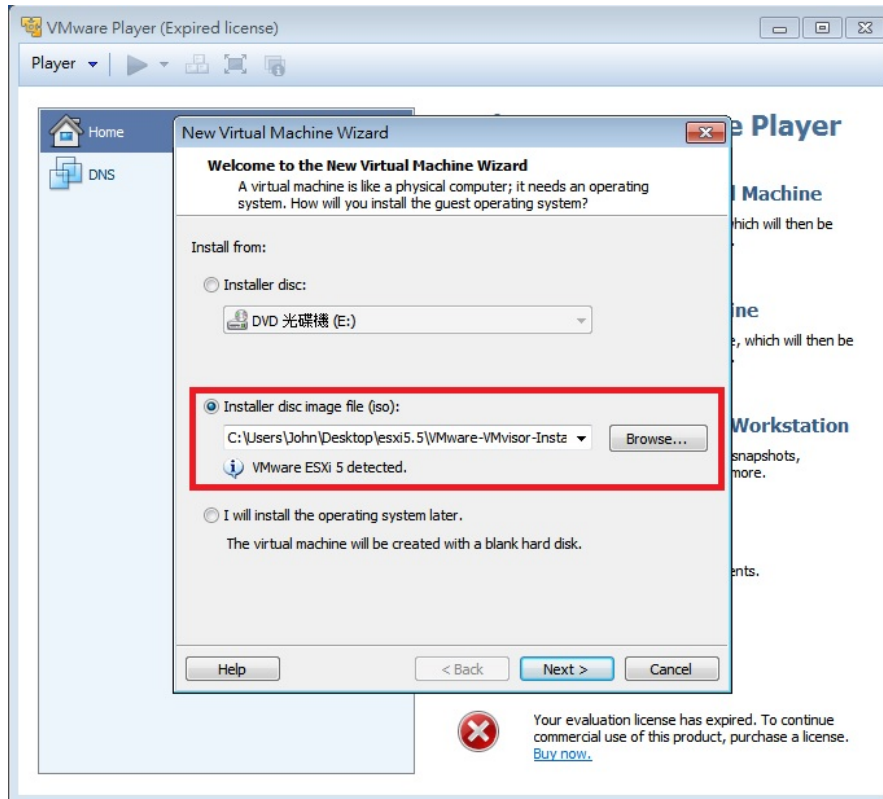 VMware Player (Expired license)
Player
Home
DNS
e Player
l Machine
hich will then be
ine
e, which will then be
Workstation
snapshots,
more.
ents.
New Virtual Machine Wizard
Welcome to the New Virtual Machine Wizard
A virtual machine is like a physical computer; it needs an operating
system. How will you install the guest operating system?
Install from:
Installer disc:
DVD 光碟機 (E:)
Installer disc image file (iso):
C:\Users\John\Desktop\esxi5.5\VMware-VMvisor-Insta
Browse...
VMware ESXi 5 detected.
I will install the operating system later.
The virtual machine will be created with a blank hard disk.
Help
< Back
Next >
Cancel
Your evaluation license has expired. To continue
commercial use of this product, purchase a license.
Buy now.